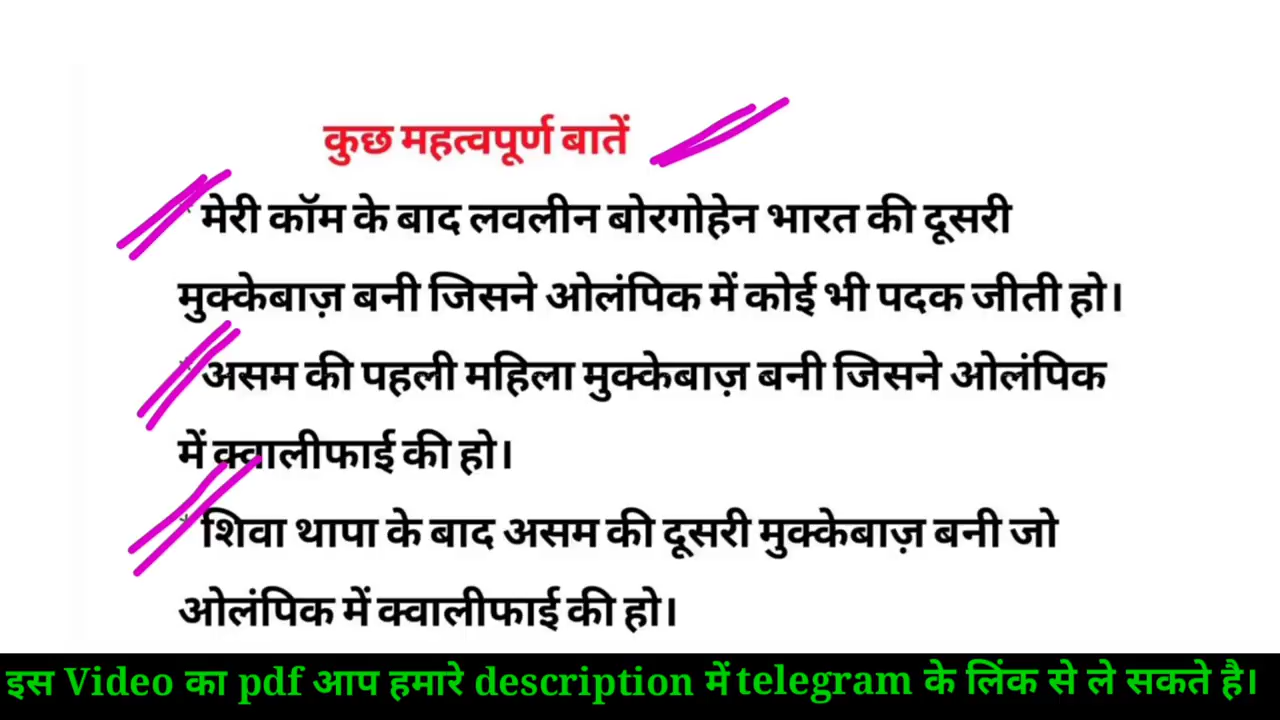 कुछ महत्वपूर्ण बातें
* मेरी कॉम के बाद लवलीन बोरगोहेन भारत की दूसरी
मुक्केबाज़ बनी जिसने ओलंपिक में कोई भी पदक जीती हो।
* असम की पहली महिला मुक्केबाज़ बनी जिसने ओलंपिक
में क्वालीफाई की हो।
* शिवा थापा के बाद असम की दूसरी मुक्केबाज़ बनी जो
ओलंपिक में क्वालीफाई की हो।
इस Video का pdf आप हमारे description में telegram के लिंक से ले सकते है।